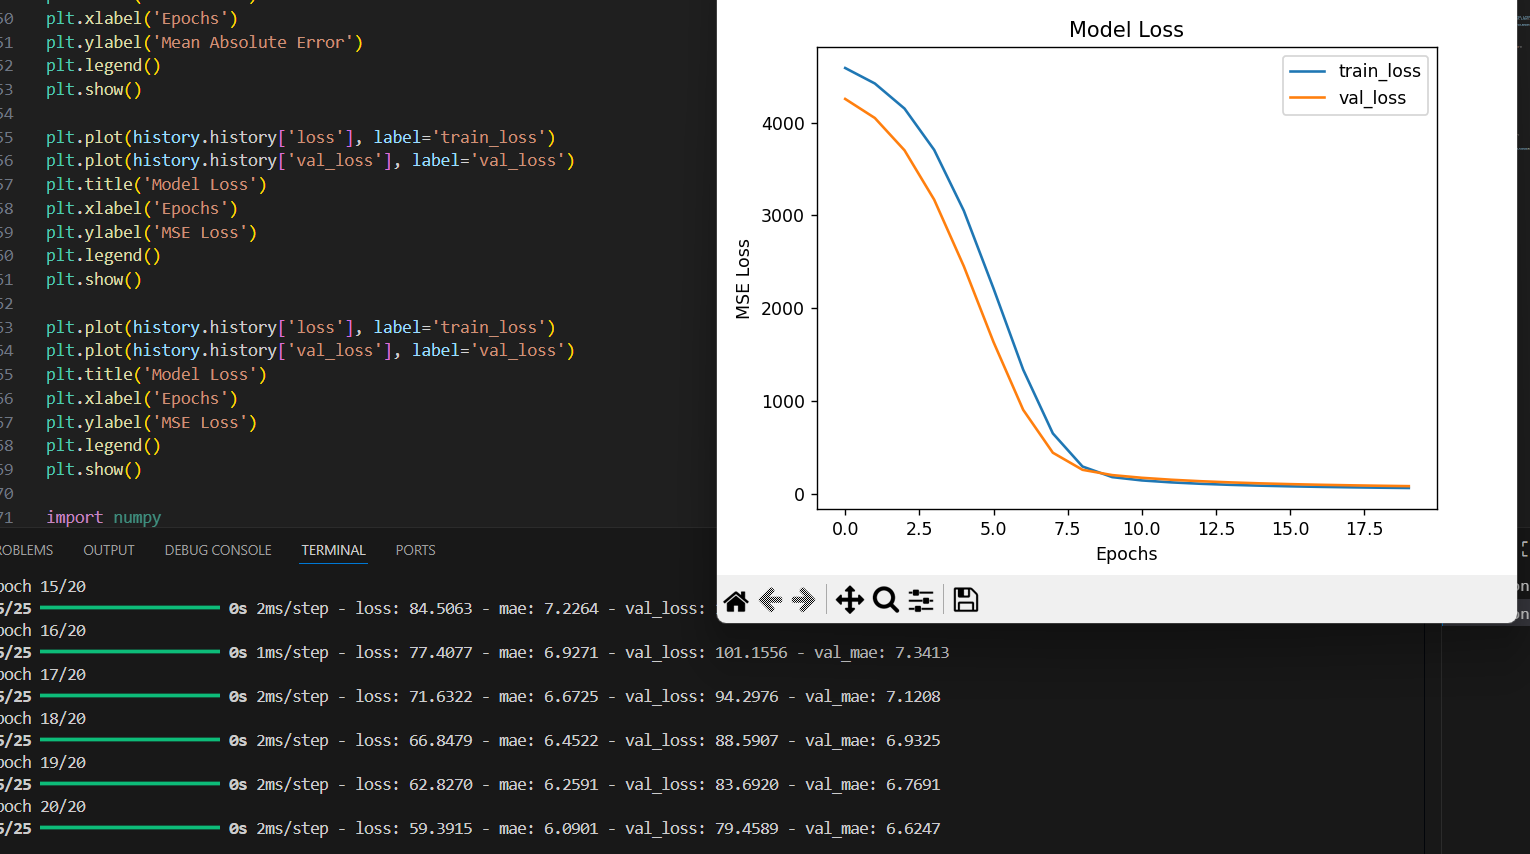 50 plt.xlabel('Epochs')
51 plt.ylabel('Mean Absolute Error')
52 plt.legend()
53 plt.show()
54
55 plt.plot(history.history['loss'], label='train_loss')
56 plt.plot(history.history['val_loss'], label='val_loss')
57 plt.title('Model Loss')
58 plt.xlabel('Epochs')
59 plt.ylabel('MSE Loss')
60 plt.legend()
61 plt.show()
62
63 plt.plot(history.history['loss'], label='train_loss')
64 plt.plot(history.history['val_loss'], label='val_loss')
65 plt.title('Model Loss')
66 plt.xlabel('Epochs')
67 plt.ylabel('MSE Loss')
68 plt.legend()
69 plt.show()
70
71 import numpy
Model Loss
train_loss
val_loss
MSE Loss
4000
3000
2000
1000
0
0.0 2.5 5.0 7.5 10.0 12.5 15.0 17.5
Epochs
ROBLEMS OUTPUT DEBUG CONSOLE TERMINAL PORTS
poch 15/20
5/25 0s 2ms/step - loss: 84.5063 - mae: 7.2264 - val_loss:
poch 16/20
5/25 0s 1ms/step - loss: 77.4077 - mae: 6.9271 - val_loss: 101.1556 - val_mae: 7.3413
poch 17/20
5/25 0s 2ms/step - loss: 71.6322 - mae: 6.6725 - val_loss: 94.2976 - val_mae: 7.1208
poch 18/20
5/25 0s 2ms/step - loss: 66.8479 - mae: 6.4522 - val_loss: 88.5907 - val_mae: 6.9325
poch 19/20
5/25 0s 2ms/step - loss: 62.8270 - mae: 6.2591 - val_loss: 83.6920 - val_mae: 6.7691
poch 20/20
5/25 0s 2ms/step - loss: 59.3915 - mae: 6.0901 - val_loss: 79.4589 - val_mae: 6.6247
on
on